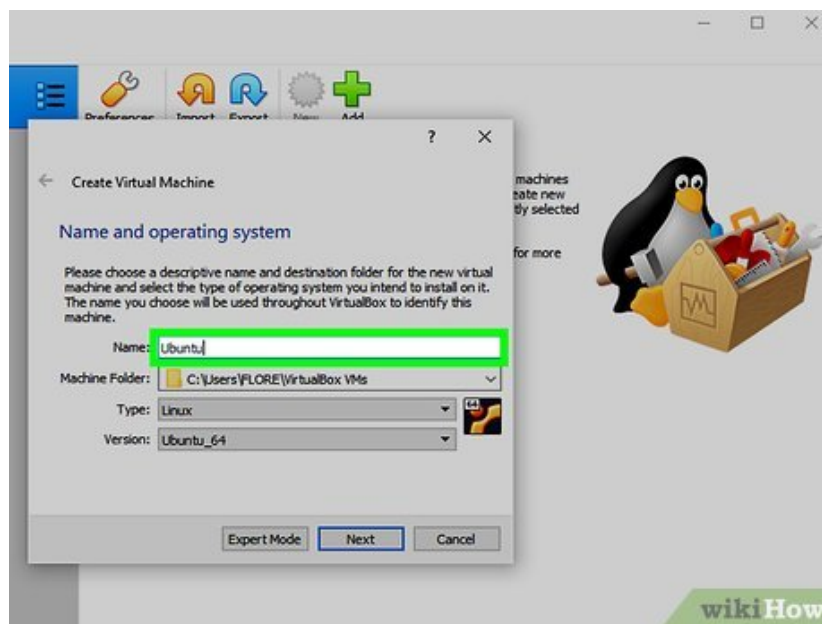 Preferences Import Export New Add
? ×
Create Virtual Machine
machines
eate new
tly selected
for more
Name and operating system
Please choose a descriptive name and destination folder for the new virtual
machine and select the type of operating system you intend to install on it.
The name you choose will be used throughout VirtualBox to identify this
machine.
Name: Ubuntu
Machine Folder: C:\Users\FLORE\VirtualBox VMs
Type: Linux
64
Version: Ubuntu_64
Expert Mode Next Cancel
wikiHow